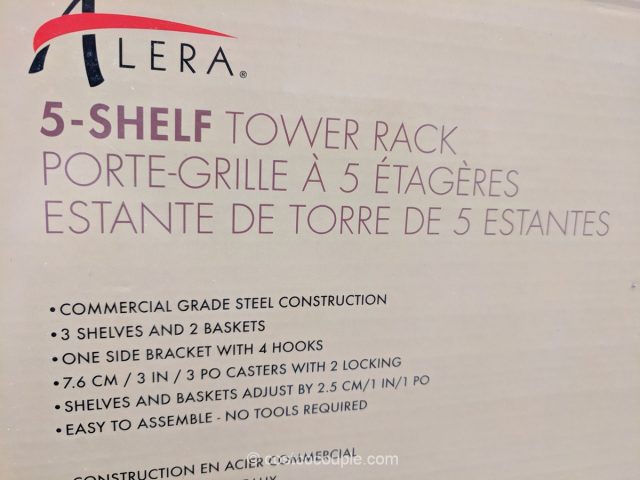 ALERA®
5-SHELF TOWER RACK
PORTE-GRILLE À 5 ÉTAGÈRES
ESTANTE DE TORRE DE 5 ESTANTES
• COMMERCIAL GRADE STEEL CONSTRUCTION
• 3 SHELVES AND 2 BASKETS
• ONE SIDE BRACKET WITH 4 HOOKS
• 7.6 CM / 3 IN / 3 PO CASTERS WITH 2 LOCKING
• SHELVES AND BASKETS ADJUST BY 2.5 CM/1 IN/1 PO
• EASY TO ASSEMBLE - NO TOOLS REQUIRED
CONSTRUCTION EN ACIER COMMERCIAL